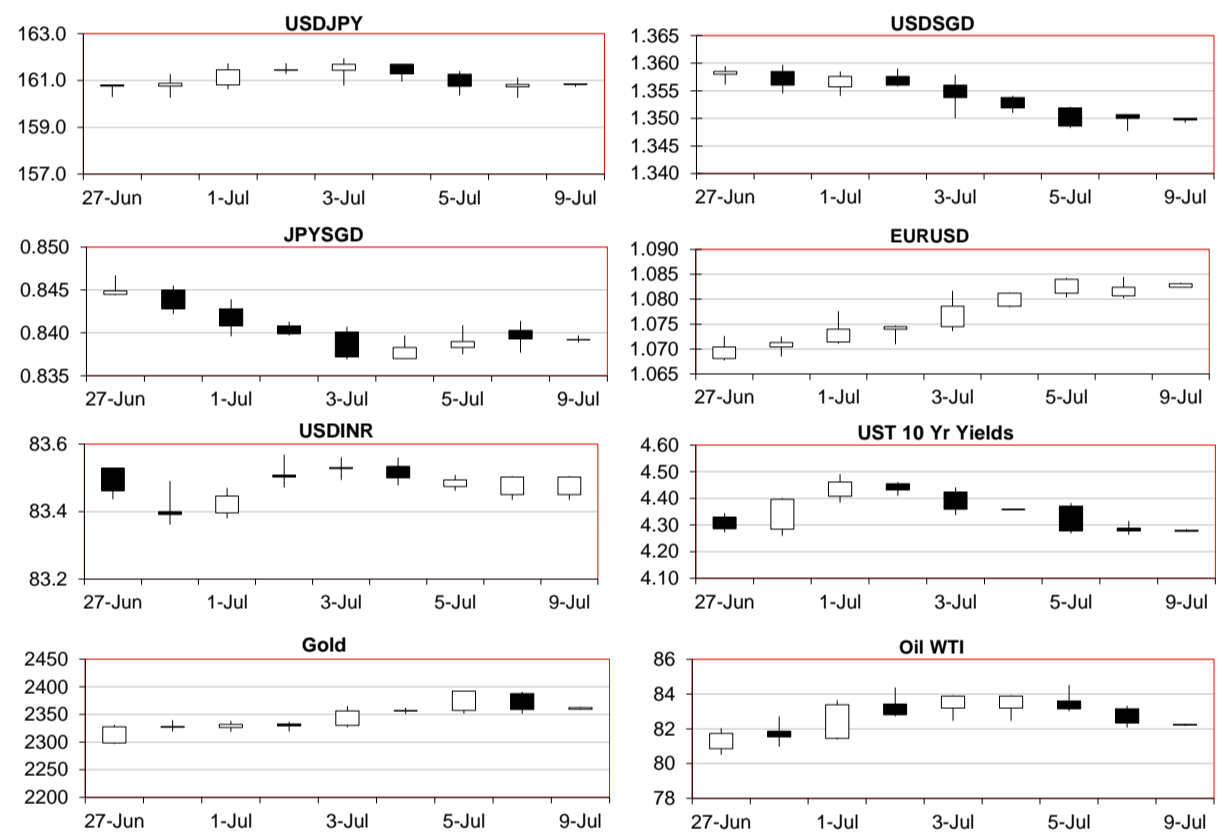 USDJPY
163.0
161.0
159.0
157.0
27-Jun 1-Jul 3-Jul 5-Jul 9-Jul
USDSGD
1.365
1.360
1.355
1.350
1.345
1.340
27-Jun 1-Jul 3-Jul 5-Jul 9-Jul
JPYSGD
0.850
0.845
0.840
0.835
27-Jun 1-Jul 3-Jul 5-Jul 9-Jul
EURUSD
1.090
1.085
1.080
1.075
1.070
1.065
27-Jun 1-Jul 3-Jul 5-Jul 9-Jul
USDINR
83.6
83.4
83.2
27-Jun 1-Jul 3-Jul 5-Jul 9-Jul
UST 10 Yr Yields
4.60
4.50
4.40
4.30
4.20
4.10
27-Jun 1-Jul 3-Jul 5-Jul 9-Jul
Gold
2450
2400
2350
2300
2250
2200
27-Jun 1-Jul 3-Jul 5-Jul 9-Jul
Oil WTI
86
84
82
80
78
27-Jun 1-Jul 3-Jul 5-Jul 9-Jul